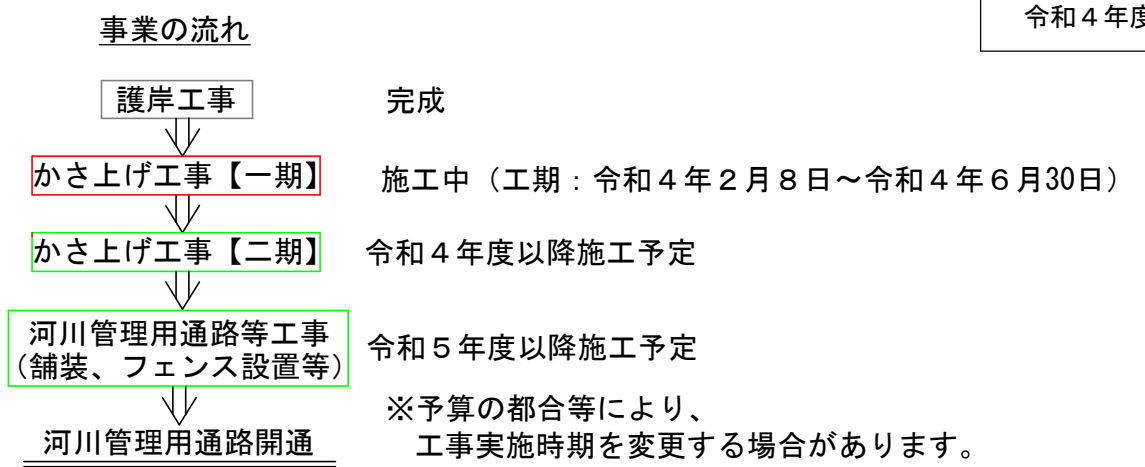 事業の流れ
令和４年度
護岸工事
完成
かさ上げ工事【一期】
施工中（工期：令和４年２月８日～令和４年６月30日）
かさ上げ工事【二期】
令和４年度以降施工予定
河川管理用通路等工事
（舗装、フェンス設置等）
令和５年度以降施工予定
※予算の都合等により、
工事実施時期を変更する場合があります。
河川管理用通路開通